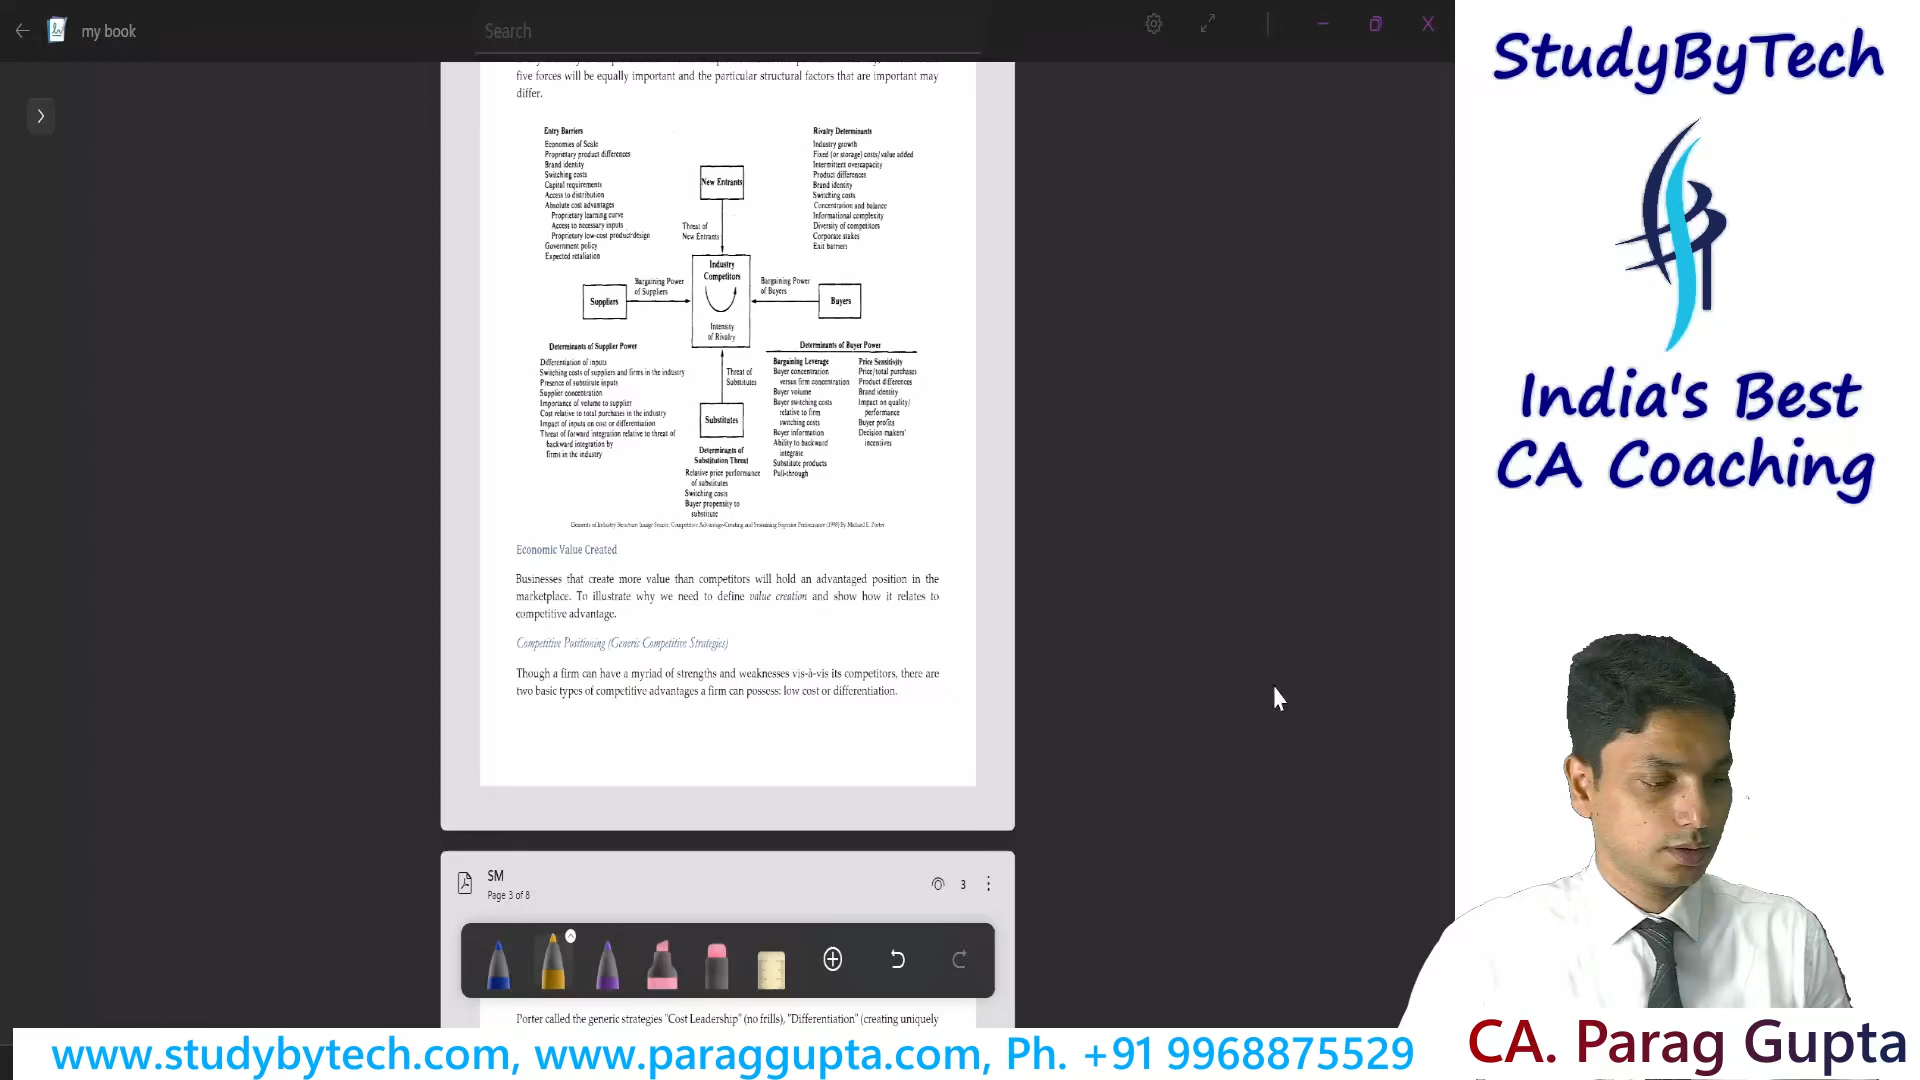 my book
Search
five forces will be equally important and the particular structural factors that are important may
differ.
Entry Barriers
Economies of Scale
Proprietary product differences
Brand identity
Switching costs
Capital requirements
Access to distribution
Absolute cost advantages
Proprietary learning curve
Access to necessary inputs
Proprietary low-cost product design
Government policy
Expected retaliation
Rivalry Determinants
Industry growth
Fixed (or storage) costs/value added
Intermittent overcapacity
Product differences
Brand identity
Switching costs
Concentration and balance
Informational complexity
Diversity of competitors
Corporate stakes
Exit barriers
New Entrants
Threat of
New Entrants
Industry
Competitors
Intensity
of Rivalry
Suppliers
Bargaining Power
of Suppliers
Bargaining Power
of Buyers
Buyers
Determinants of Supplier Power
Differentiation of inputs
Switching costs of suppliers and firms in the industry
Presence of substitute inputs
Supplier concentration
Importance of volume to supplier
Cost relative to total purchases in the industry
Impact of inputs on cost or differentiation
Threat of forward integration relative to threat of
backward integration by
firms in the industry
Threat of
Substitutes
Substitutes
Determinants of
Substitution Threat
Relative price performance
of substitutes
Switching costs
Buyer propensity to
substitute
Determinants of Buyer Power
Bargaining Leverage
Buyer concentration
versus firm concentration
Buyer volume
Buyer switching costs
relative to firm
switching costs
Buyer information
Ability to backward
integrate
Substitute products
Pull-through
Price Sensitivity
Price/total purchases
Product differences
Brand identity
Impact on quality/
performance
Buyer profits
Decision makers'
incentives
Elements of Industry Structure Image Source: Competitive Advantage-Creating and Sustaining Superior Performance (1998) By Michael E. Porter
Economic Value Created
Businesses that create more value than competitors will hold an advantaged position in the
marketplace. To illustrate why we need to define value creation and show how it relates to
competitive advantage.
Competitive Positioning (Generic Competitive Strategies)
Though a firm can have a myriad of strengths and weaknesses vis-à-vis its competitors, there are
two basic types of competitive advantages a firm can possess: low cost or differentiation.
SM
Page 3 of 8
3
Porter called the generic strategies "Cost Leadership" (no frills), "Differentiation" (creating uniquely
StudyByTech
India's Best
CA Coaching
www.studybytech.com, www.paraggupta.com, Ph. +91 9968875529
CA. Parag Gupta